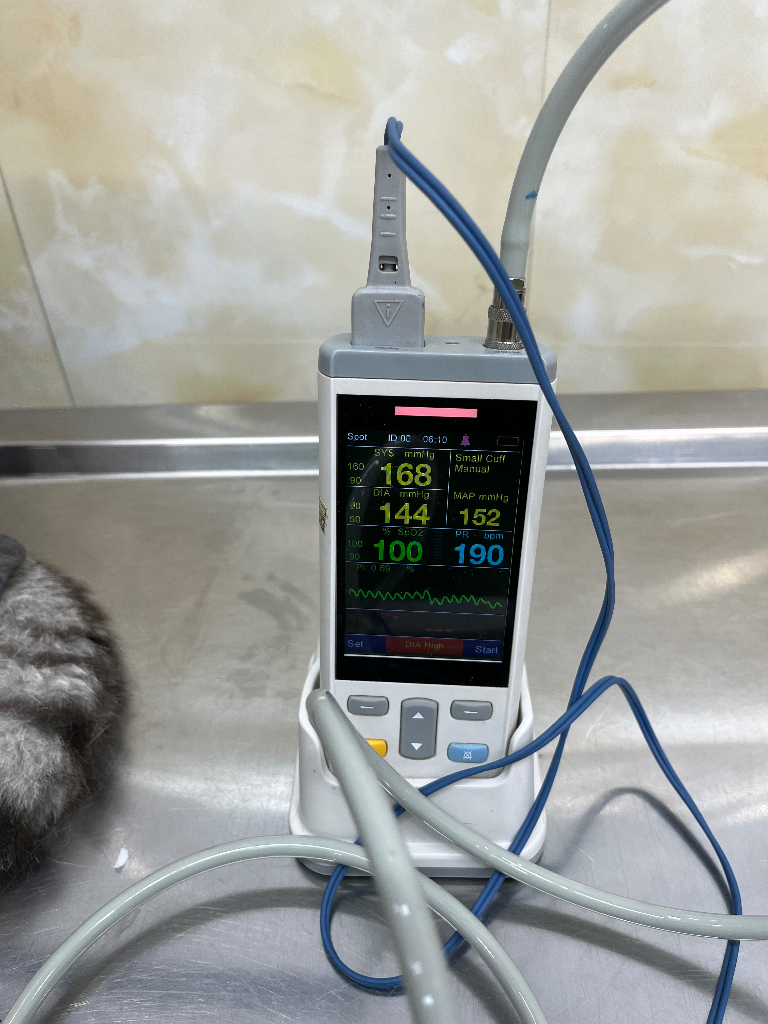 Spot ID 00 06:10
SYS mmHg
160
90
168
Small Cuff
Manual
DIA mmHg
90
50
144
MAP mmHg
152
% SpO2
100
90
100
PR bpm
190
PI 0.69 %
Set DIA High Start